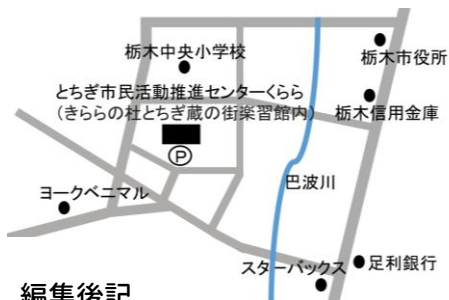 栃木中央小学校
栃木市役所
とちぎ市民活動推進センターくらら
(きららの杜とちぎ蔵の街楽習館内)
栃木信用金庫
P
ヨークベニマル
巴波川
スターバックス
足利銀行
編集後記